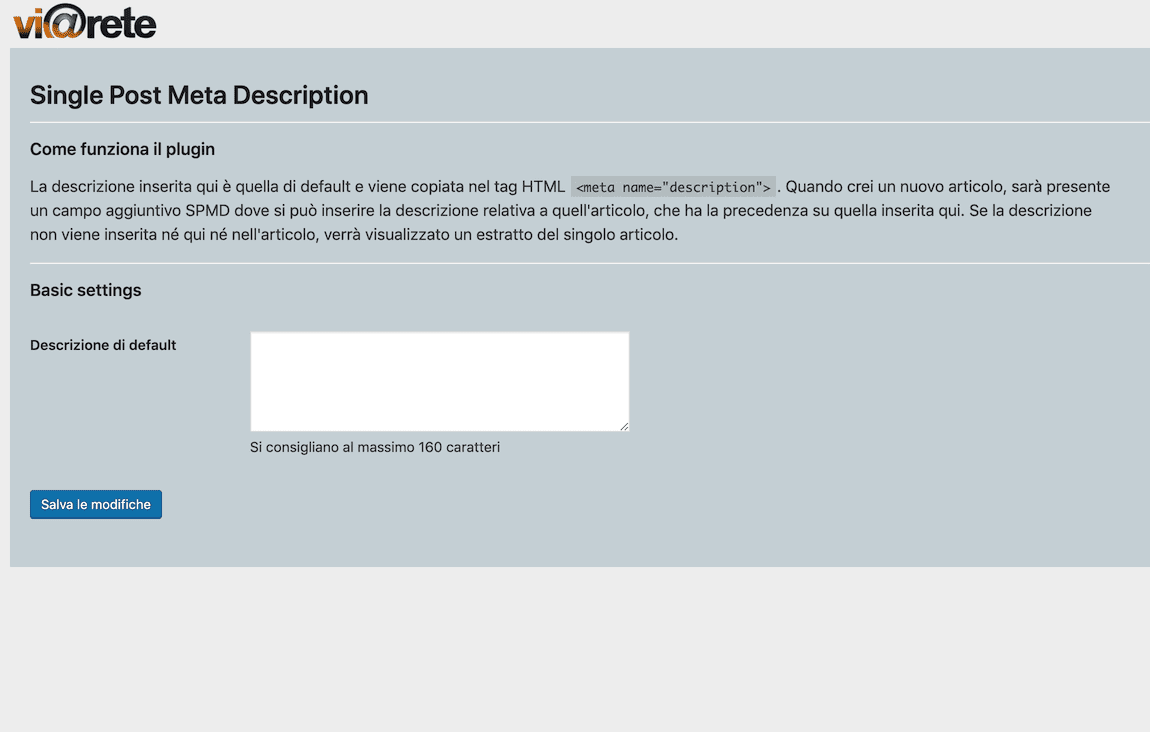 vi@rete
Single Post Meta Description
Come funziona il plugin
La descrizione inserita qui è quella di default e viene copiata nel tag HTML <meta name="description">. Quando crei un nuovo articolo, sarà presente
un campo aggiuntivo SPMD dove si può inserire la descrizione relativa a quell'articolo, che ha la precedenza su quella inserita qui. Se la descrizione
non viene inserita né qui né nell'articolo, verrà visualizzato un estratto del singolo articolo.
Basic settings
Descrizione di default
Si consigliano al massimo 160 caratteri
Salva le modifiche